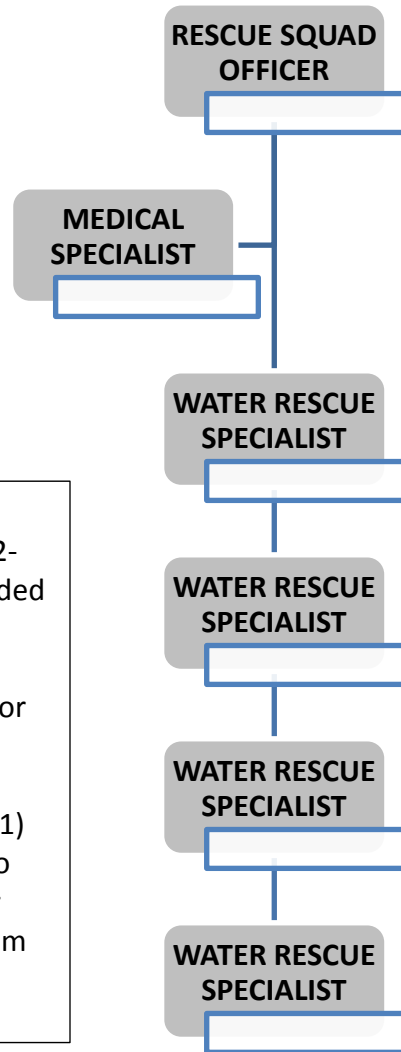 RESCUE SQUAD
OFFICER
MEDICAL
SPECIALIST
WATER RESCUE
SPECIALIST
WATER RESCUE
SPECIALIST
WATER RESCUE
SPECIALIST
WATER RESCUE
SPECIALIST
2-
or
1)